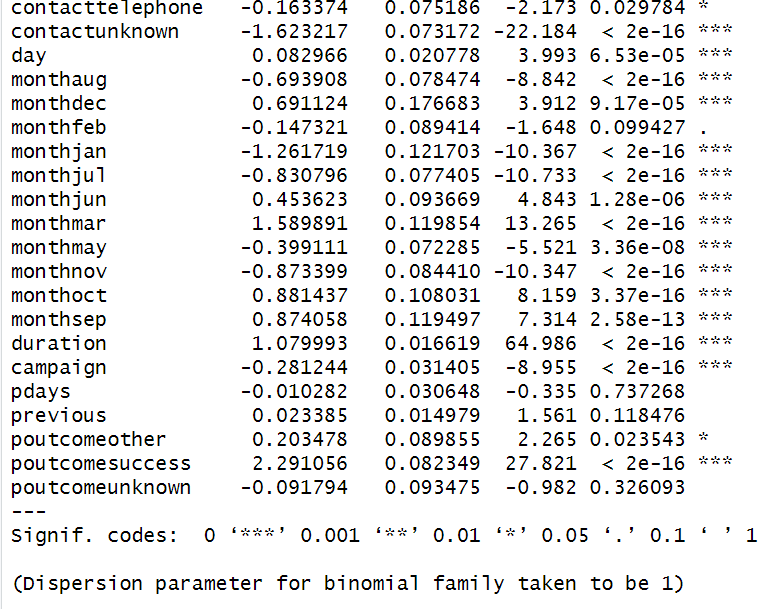 contacttelephone -0.163374 0.075186 -2.173 0.029784 *
contactunknown -1.623217 0.073172 -22.184 < 2e-16 ***
day 0.082966 0.020778 3.993 6.53e-05 ***
monthaug -0.693908 0.078474 -8.842 < 2e-16 ***
monthdec 0.691124 0.176683 3.912 9.17e-05 ***
monthfeb -0.147321 0.089414 -1.648 0.099427 .
monthjan -1.261719 0.121703 -10.367 < 2e-16 ***
monthjul -0.830796 0.077405 -10.733 < 2e-16 ***
monthjun 0.453623 0.093669 4.843 1.28e-06 ***
monthmar 1.589891 0.119854 13.265 < 2e-16 ***
monthmay -0.399111 0.072285 -5.521 3.36e-08 ***
monthnov -0.873399 0.084410 -10.347 < 2e-16 ***
monthoct 0.881437 0.108031 8.159 3.37e-16 ***
monthsep 0.874058 0.119497 7.314 2.58e-13 ***
duration 1.079993 0.016619 64.986 < 2e-16 ***
campaign -0.281244 0.031405 -8.955 < 2e-16 ***
pdays -0.010282 0.030648 -0.335 0.737268
previous 0.023385 0.014979 1.561 0.118476
poutcomeother 0.203478 0.089855 2.265 0.023543 *
poutcomesuccess 2.291056 0.082349 27.821 < 2e-16 ***
poutcomeunknown -0.091794 0.093475 -0.982 0.326093
---
Signif. codes: 0 ‘***’ 0.001 ‘**’ 0.01 ‘*’ 0.05 ‘.’ 0.1 ‘ ’ 1
(Dispersion parameter for binomial family taken to be 1)